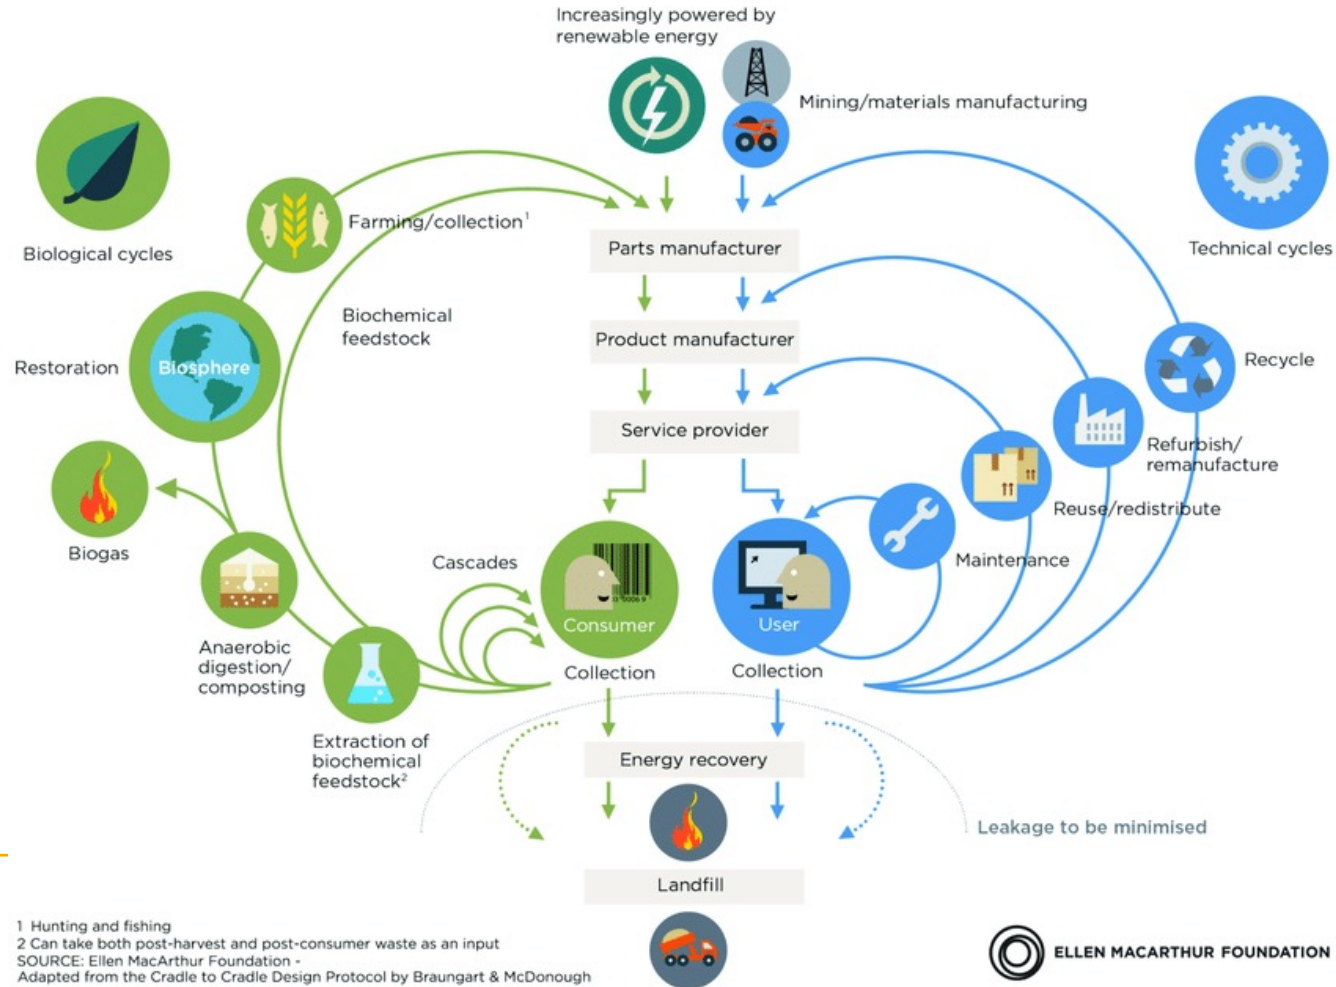 Increasingly powered by
renewable energy
Mining/materials manufacturing
Biological cycles
Technical cycles
Farming/collection¹
Parts manufacturer
Biochemical
feedstock
Product manufacturer
Restoration
Biosphere
Recycle
Service provider
Refurbish/
remanufacture
Reuse/redistribute
Biogas
Cascades
Maintenance
Consumer
User
Anaerobic
digestion/
composting
Collection
Collection
Extraction of
biochemical
feedstock²
Energy recovery
Leakage to be minimised
Landfill
1 Hunting and fishing
2 Can take both post-harvest and post-consumer waste as an input
SOURCE: Ellen MacArthur Foundation -
Adapted from the Cradle to Cradle Design Protocol by Braungart & McDonough
ELLEN MACARTHUR FOUNDATION